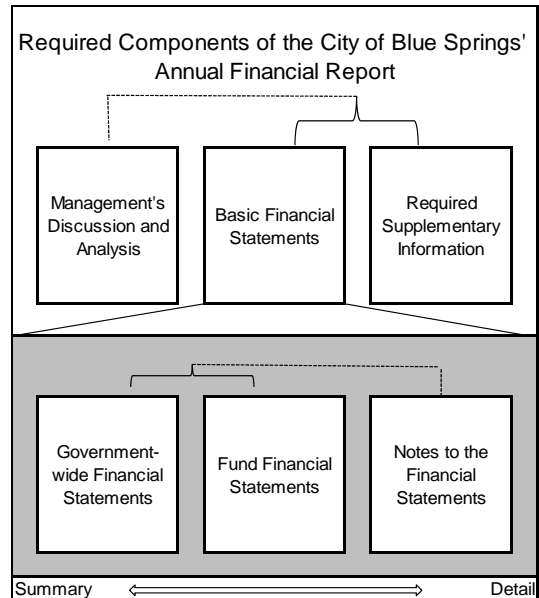 Required Components of the City of Blue Springs'
Annual Financial Report
Management's
Discussion and
Analysis
Basic Financial
Statements
Required
Supplementary
Information
Government-
wide Financial
Statements
Fund Financial
Statements
Notes to the
Financial
Statements
Summary
Detail